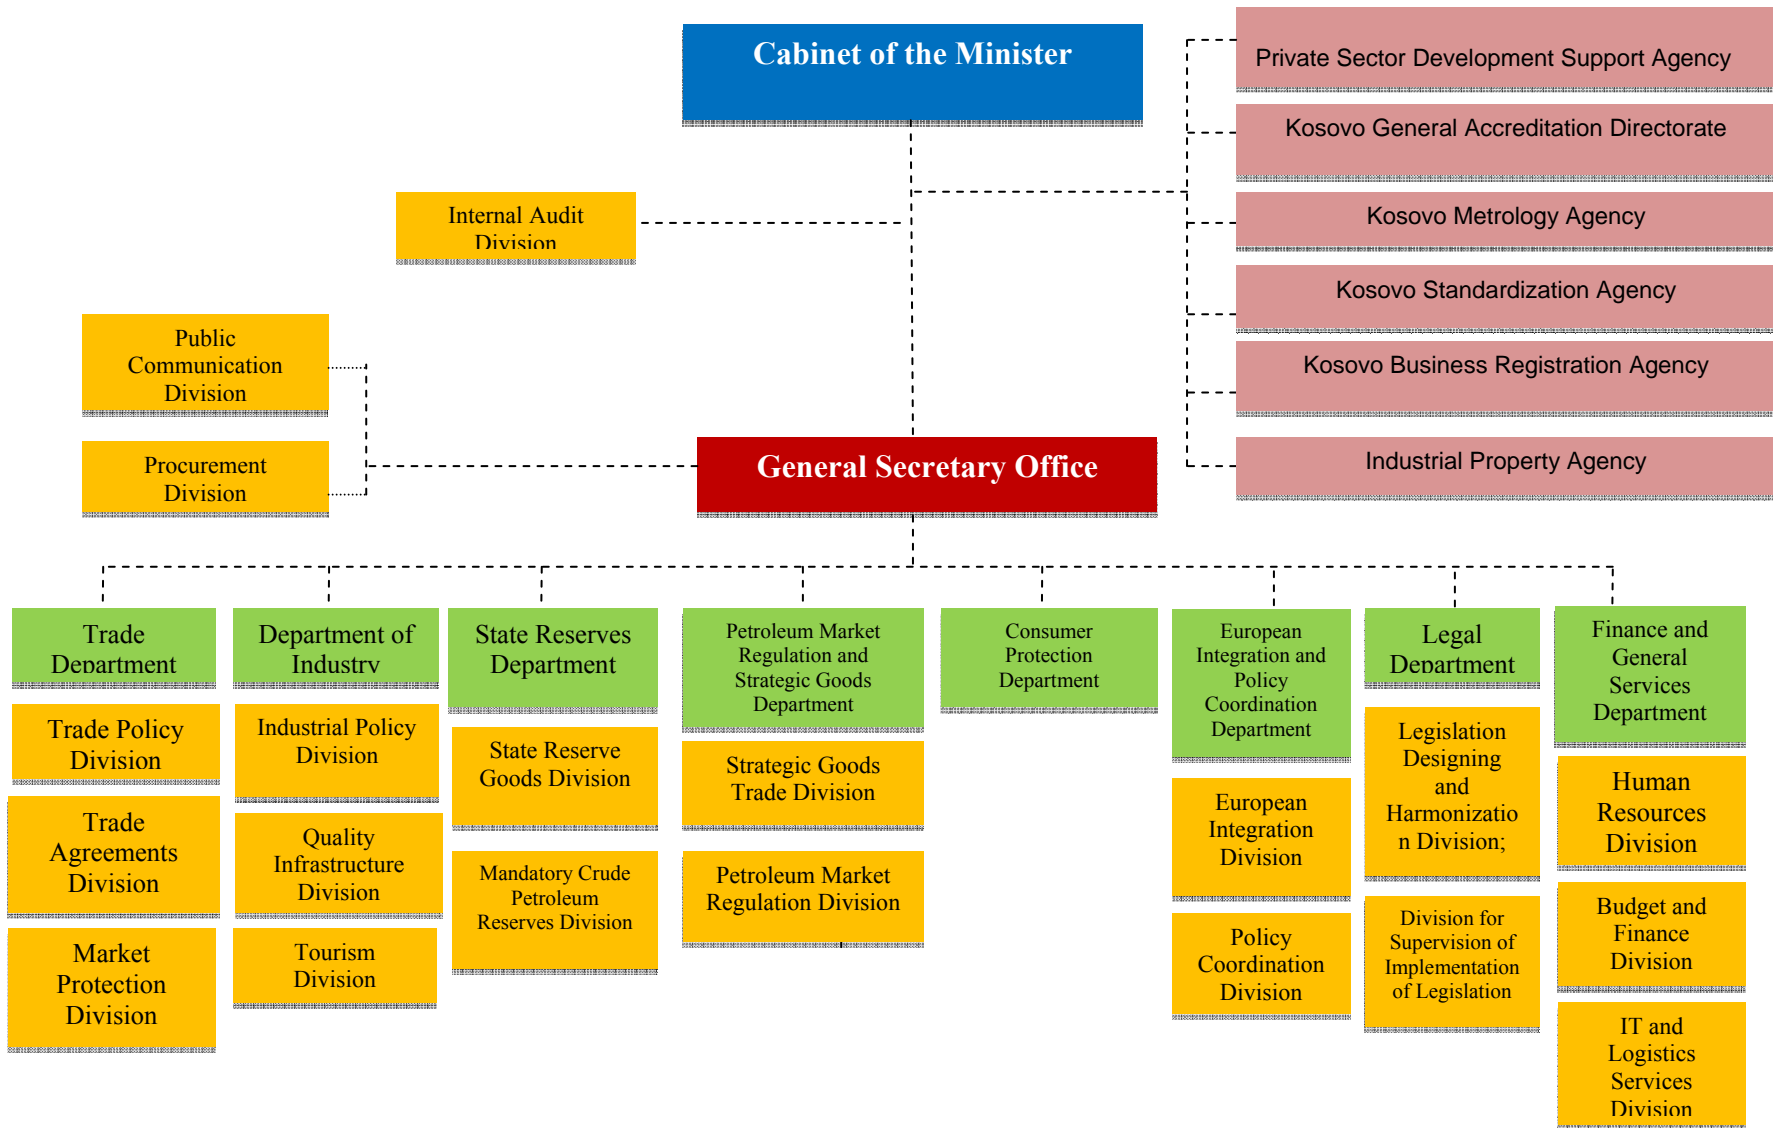 Cabinet of the Minister
Private Sector Development Support Agency
Kosovo General Accreditation Directorate
Internal Audit
Division
Kosovo Metrology Agency
Kosovo Standardization Agency
Public
Communication
Division
Kosovo Business Registration Agency
Procurement
Division
General Secretary Office
Industrial Property Agency
Trade
Department
Department of
Industry
State Reserves
Department
Petroleum Market
Regulation and
Strategic Goods
Department
Consumer
Protection
Department
European
Integration and
Policy
Coordination
Department
Legal
Department
Finance and
General
Services
Department
Trade Policy
Division
Trade
Agreements
Division
Market
Protection
Division
Industrial Policy
Division
Quality
Infrastructure
Division
Tourism
Division
State Reserve
Goods Division
Mandatory Crude
Petroleum
Reserves Division
Strategic Goods
Trade Division
Petroleum Market
Regulation Division
European
Integration
Division
Policy
Coordination
Division
Legislation
Designing
and
Harmonizatio
n Division;
Division for
Supervision of
Implementation
of Legislation
Human
Resources
Division
Budget and
Finance
Division
IT and
Logistics
Services
Division